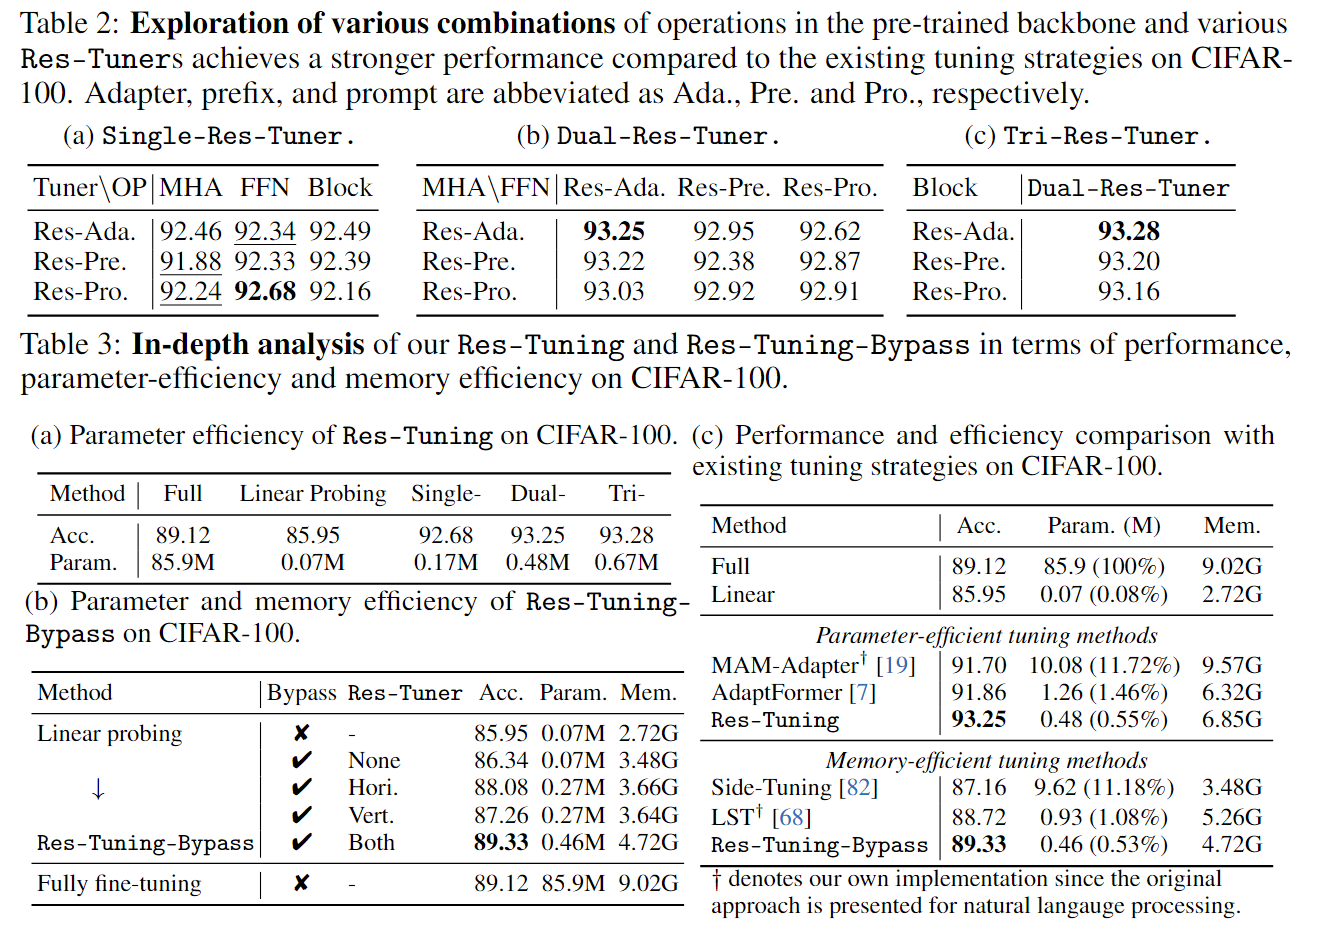 Table 2: Exploration of various combinations of operations in the pre-trained backbone and various
Res-Tuners achieves a stronger performance compared to the existing tuning strategies on CIFAR-
100. Adapter, prefix, and prompt are abbeviated as Ada., Pre. and Pro., respectively.
(a) Single-Res-Tuner.
Tuner\OP MHA FFN Block
Res-Ada. 92.46 92.34 92.49
Res-Pre. 91.88 92.33 92.39
Res-Pro. 92.24 92.68 92.16
(b) Dual-Res-Tuner.
MHA\FFN Res-Ada. Res-Pre. Res-Pro.
Res-Ada. 93.25 92.95 92.62
Res-Pre. 93.22 92.38 92.87
Res-Pro. 93.03 92.92 92.91
(c) Tri-Res-Tuner.
Block Dual-Res-Tuner
Res-Ada. 93.28
Res-Pre. 93.20
Res-Pro. 93.16
Table 3: In-depth analysis of our Res-Tuning and Res-Tuning-Bypass in terms of performance,
parameter-efficiency and memory efficiency on CIFAR-100.
(a) Parameter efficiency of Res-Tuning on CIFAR-100.
Method Full Linear Probing Single- Dual- Tri-
Acc. 89.12 85.95 92.68 93.25 93.28
Param. 85.9M 0.07M 0.17M 0.48M 0.67M
(b) Parameter and memory efficiency of Res-Tuning-
Bypass on CIFAR-100.
Method Bypass Res-Tuner Acc. Param. Mem.
Linear probing ✘ - 85.95 0.07M 2.72G
✔ None 86.34 0.07M 3.48G
↓ ✔ Hori. 88.08 0.27M 3.66G
✔ Vert. 87.26 0.27M 3.64G
Res-Tuning-Bypass ✔ Both 89.33 0.46M 4.72G
Fully fine-tuning ✘ - 89.12 85.9M 9.02G
(c) Performance and efficiency comparison with
existing tuning strategies on CIFAR-100.
Method Acc. Param. (M) Mem.
Full 89.12 85.9 (100%) 9.02G
Linear 85.95 0.07 (0.08%) 2.72G
Parameter-efficient tuning methods
MAM-Adapter† [19] 91.70 10.08 (11.72%) 9.57G
AdaptFormer [7] 91.86 1.26 (1.46%) 6.32G
Res-Tuning 93.25 0.48 (0.55%) 6.85G
Memory-efficient tuning methods
Side-Tuning [82] 87.16 9.62 (11.18%) 3.48G
LST† [68] 88.72 0.93 (1.08%) 5.26G
Res-Tuning-Bypass 89.33 0.46 (0.53%) 4.72G
† denotes our own implementation since the original
approach is presented for natural langauge processing.